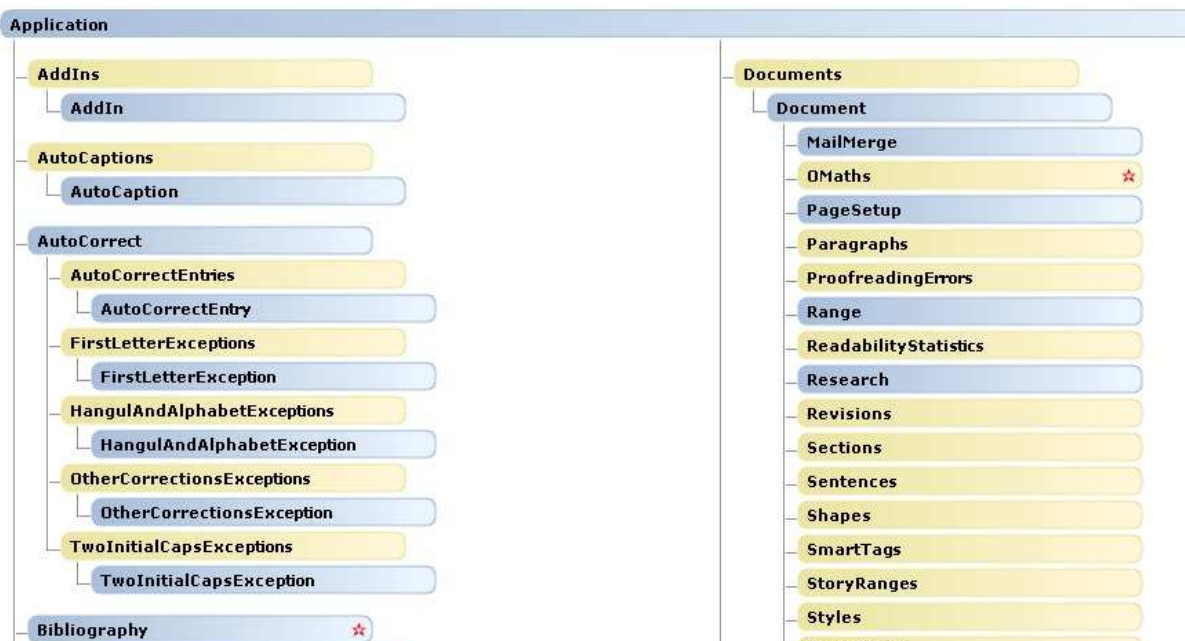 Application
AddIns
AddIn
AutoCaptions
AutoCaption
AutoCorrect
AutoCorrectEntries
AutoCorrectEntry
FirstLetterExceptions
FirstLetterException
HangulAndAlphabetExceptions
HangulAndAlphabetException
OtherCorrectionsExceptions
OtherCorrectionsException
TwoInitialCapsExceptions
TwoInitialCapsException
Bibliography
Documents
Document
MailMerge
OMaths
PageSetup
Paragraphs
ProofreadingErrors
Range
ReadabilityStatistics
Research
Revisions
Sections
Sentences
Shapes
SmartTags
StoryRanges
Styles